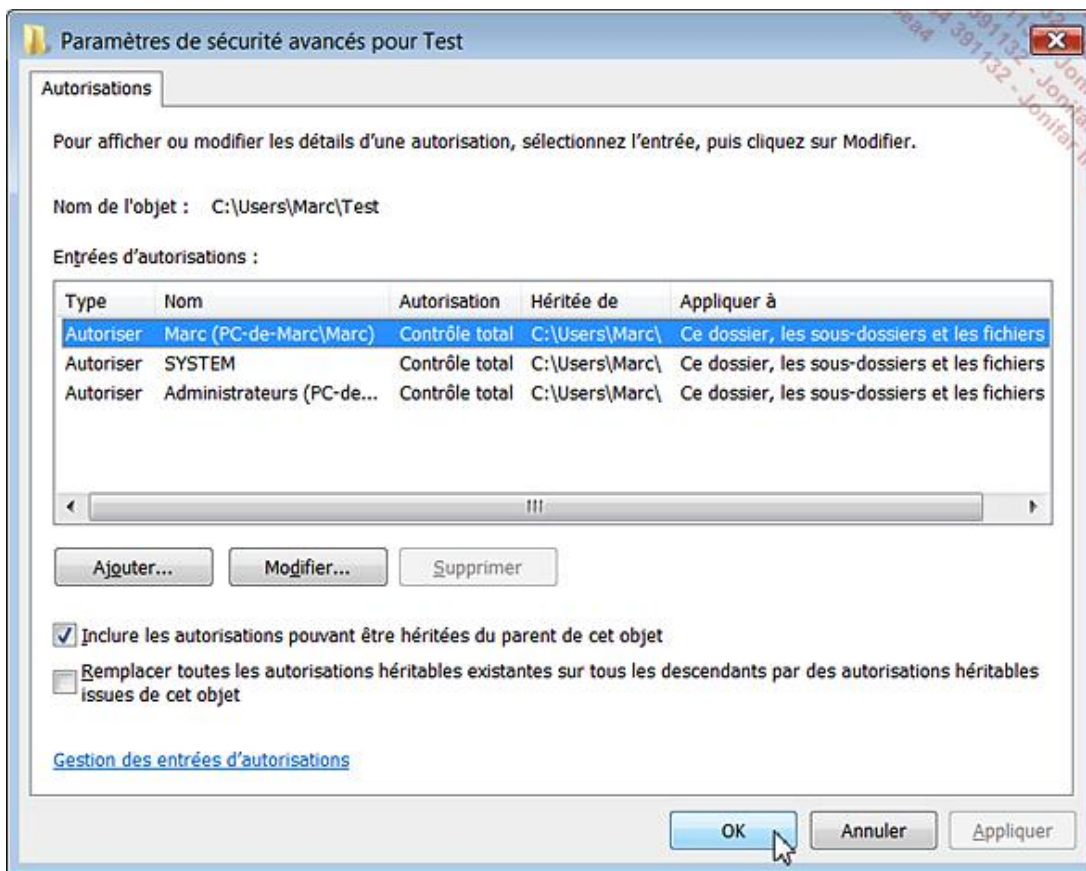 Paramètres de sécurité avancés pour Test
Autorisations
Pour afficher ou modifier les détails d'une autorisation, sélectionnez l'entrée, puis cliquez sur Modifier.
Nom de l'objet : C:\Users\Marc\Test
Entrées d'autorisations :
Type Nom Autorisation Héritée de Appliquer à
Autoriser Marc (PC-de-Marc\Marc) Contrôle total C:\Users\Marc\ Ce dossier, les sous-dossiers et les fichiers
Autoriser SYSTEM Contrôle total C:\Users\Marc\ Ce dossier, les sous-dossiers et les fichiers
Autoriser Administrateurs (PC-de... Contrôle total C:\Users\Marc\ Ce dossier, les sous-dossiers et les fichiers
Ajouter... Modifier... Supprimer
Inclure les autorisations pouvant être héritées du parent de cet objet
Remplacer toutes les autorisations héritables existantes sur tous les descendants par des autorisations héritables
issues de cet objet
Gestion des entrées d'autorisations
OK Annuler Appliquer
391132 - Jonifar